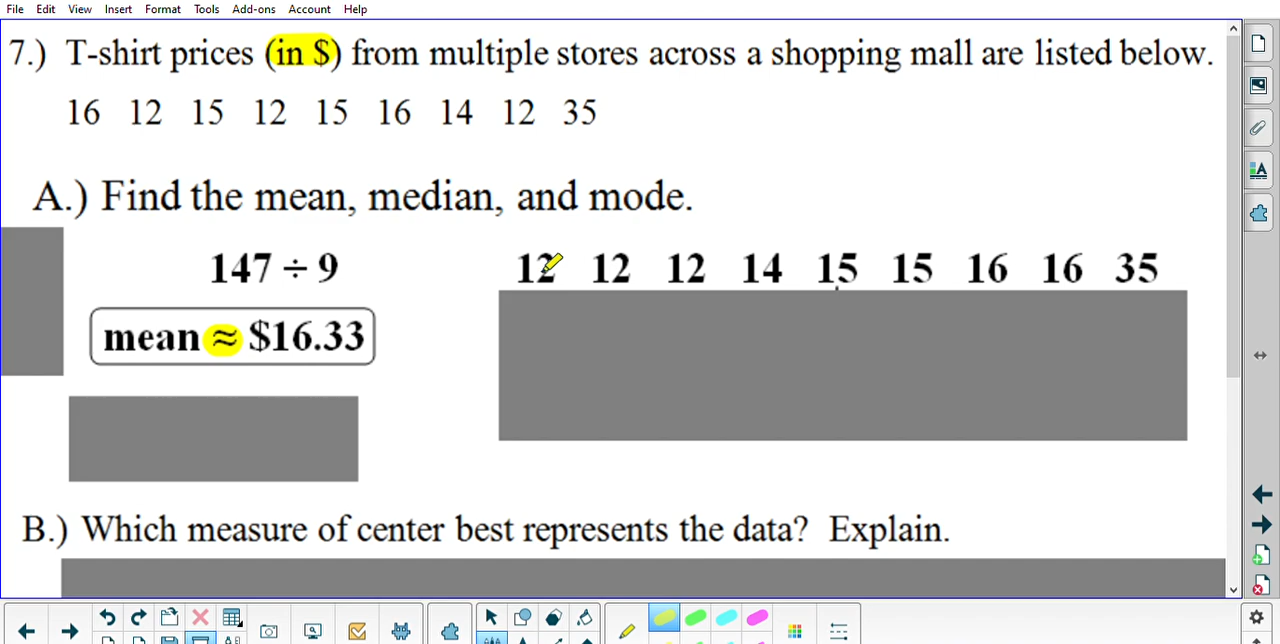 File Edit View Insert Format Tools Add-ons Account Help
7.) T-shirt prices (in $) from multiple stores across a shopping mall are listed below.
16 12 15 12 15 16 14 12 35
A.) Find the mean, median, and mode.
147 ÷ 9
12 12 12 14 15 15 16 16 35
mean ≈ $16.33
B.) Which measure of center best represents the data? Explain.